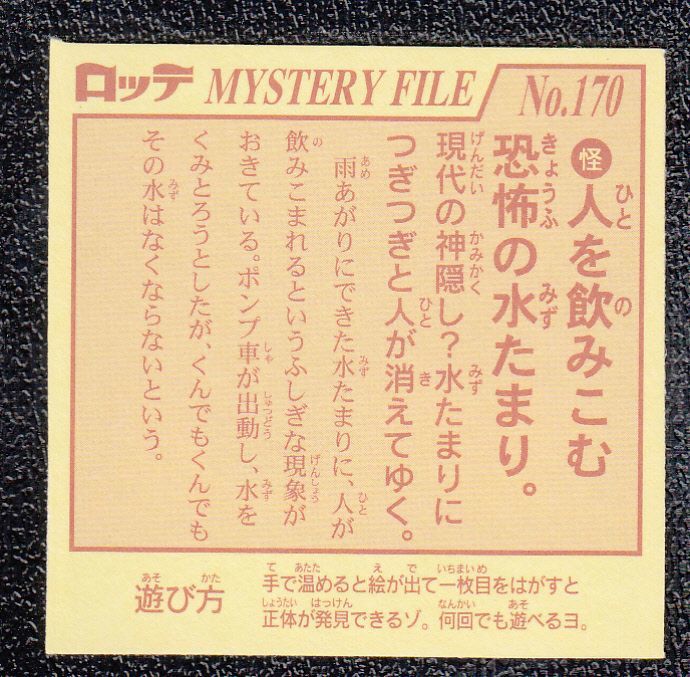 ロッテ MYSTERY FILE No.170
怪 人を飲みこむ
恐怖の水たまり。
現代の神隠し？水たまりに
つぎつぎと人が消えてゆく。
雨あがりにできた水たまりに、人が
飲みこまれるというふしぎな現象が
おきている。ポンプ車が出動し、水を
くみとろうとしたが、くんでもくんでも
その水はなくならないという。
遊び方
手で温めると絵が出て一枚目をはがすと
正体が発見できるゾ。何回でも遊べるヨ。